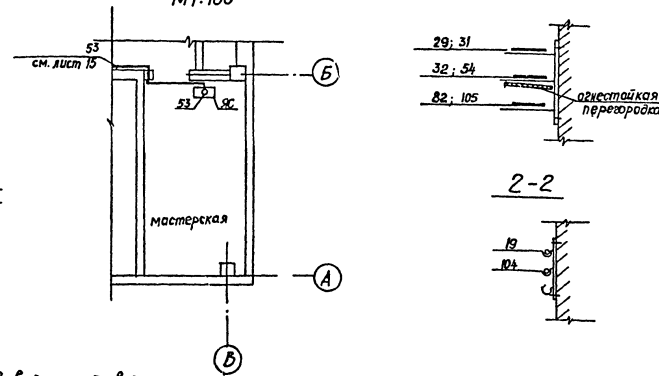 М1:100
53
см. лист 15
Б
53
ЯС
мастерская
А
В
29; 31
32; 54
82; 105
огнестойкая
перегородка
2-2
19
104